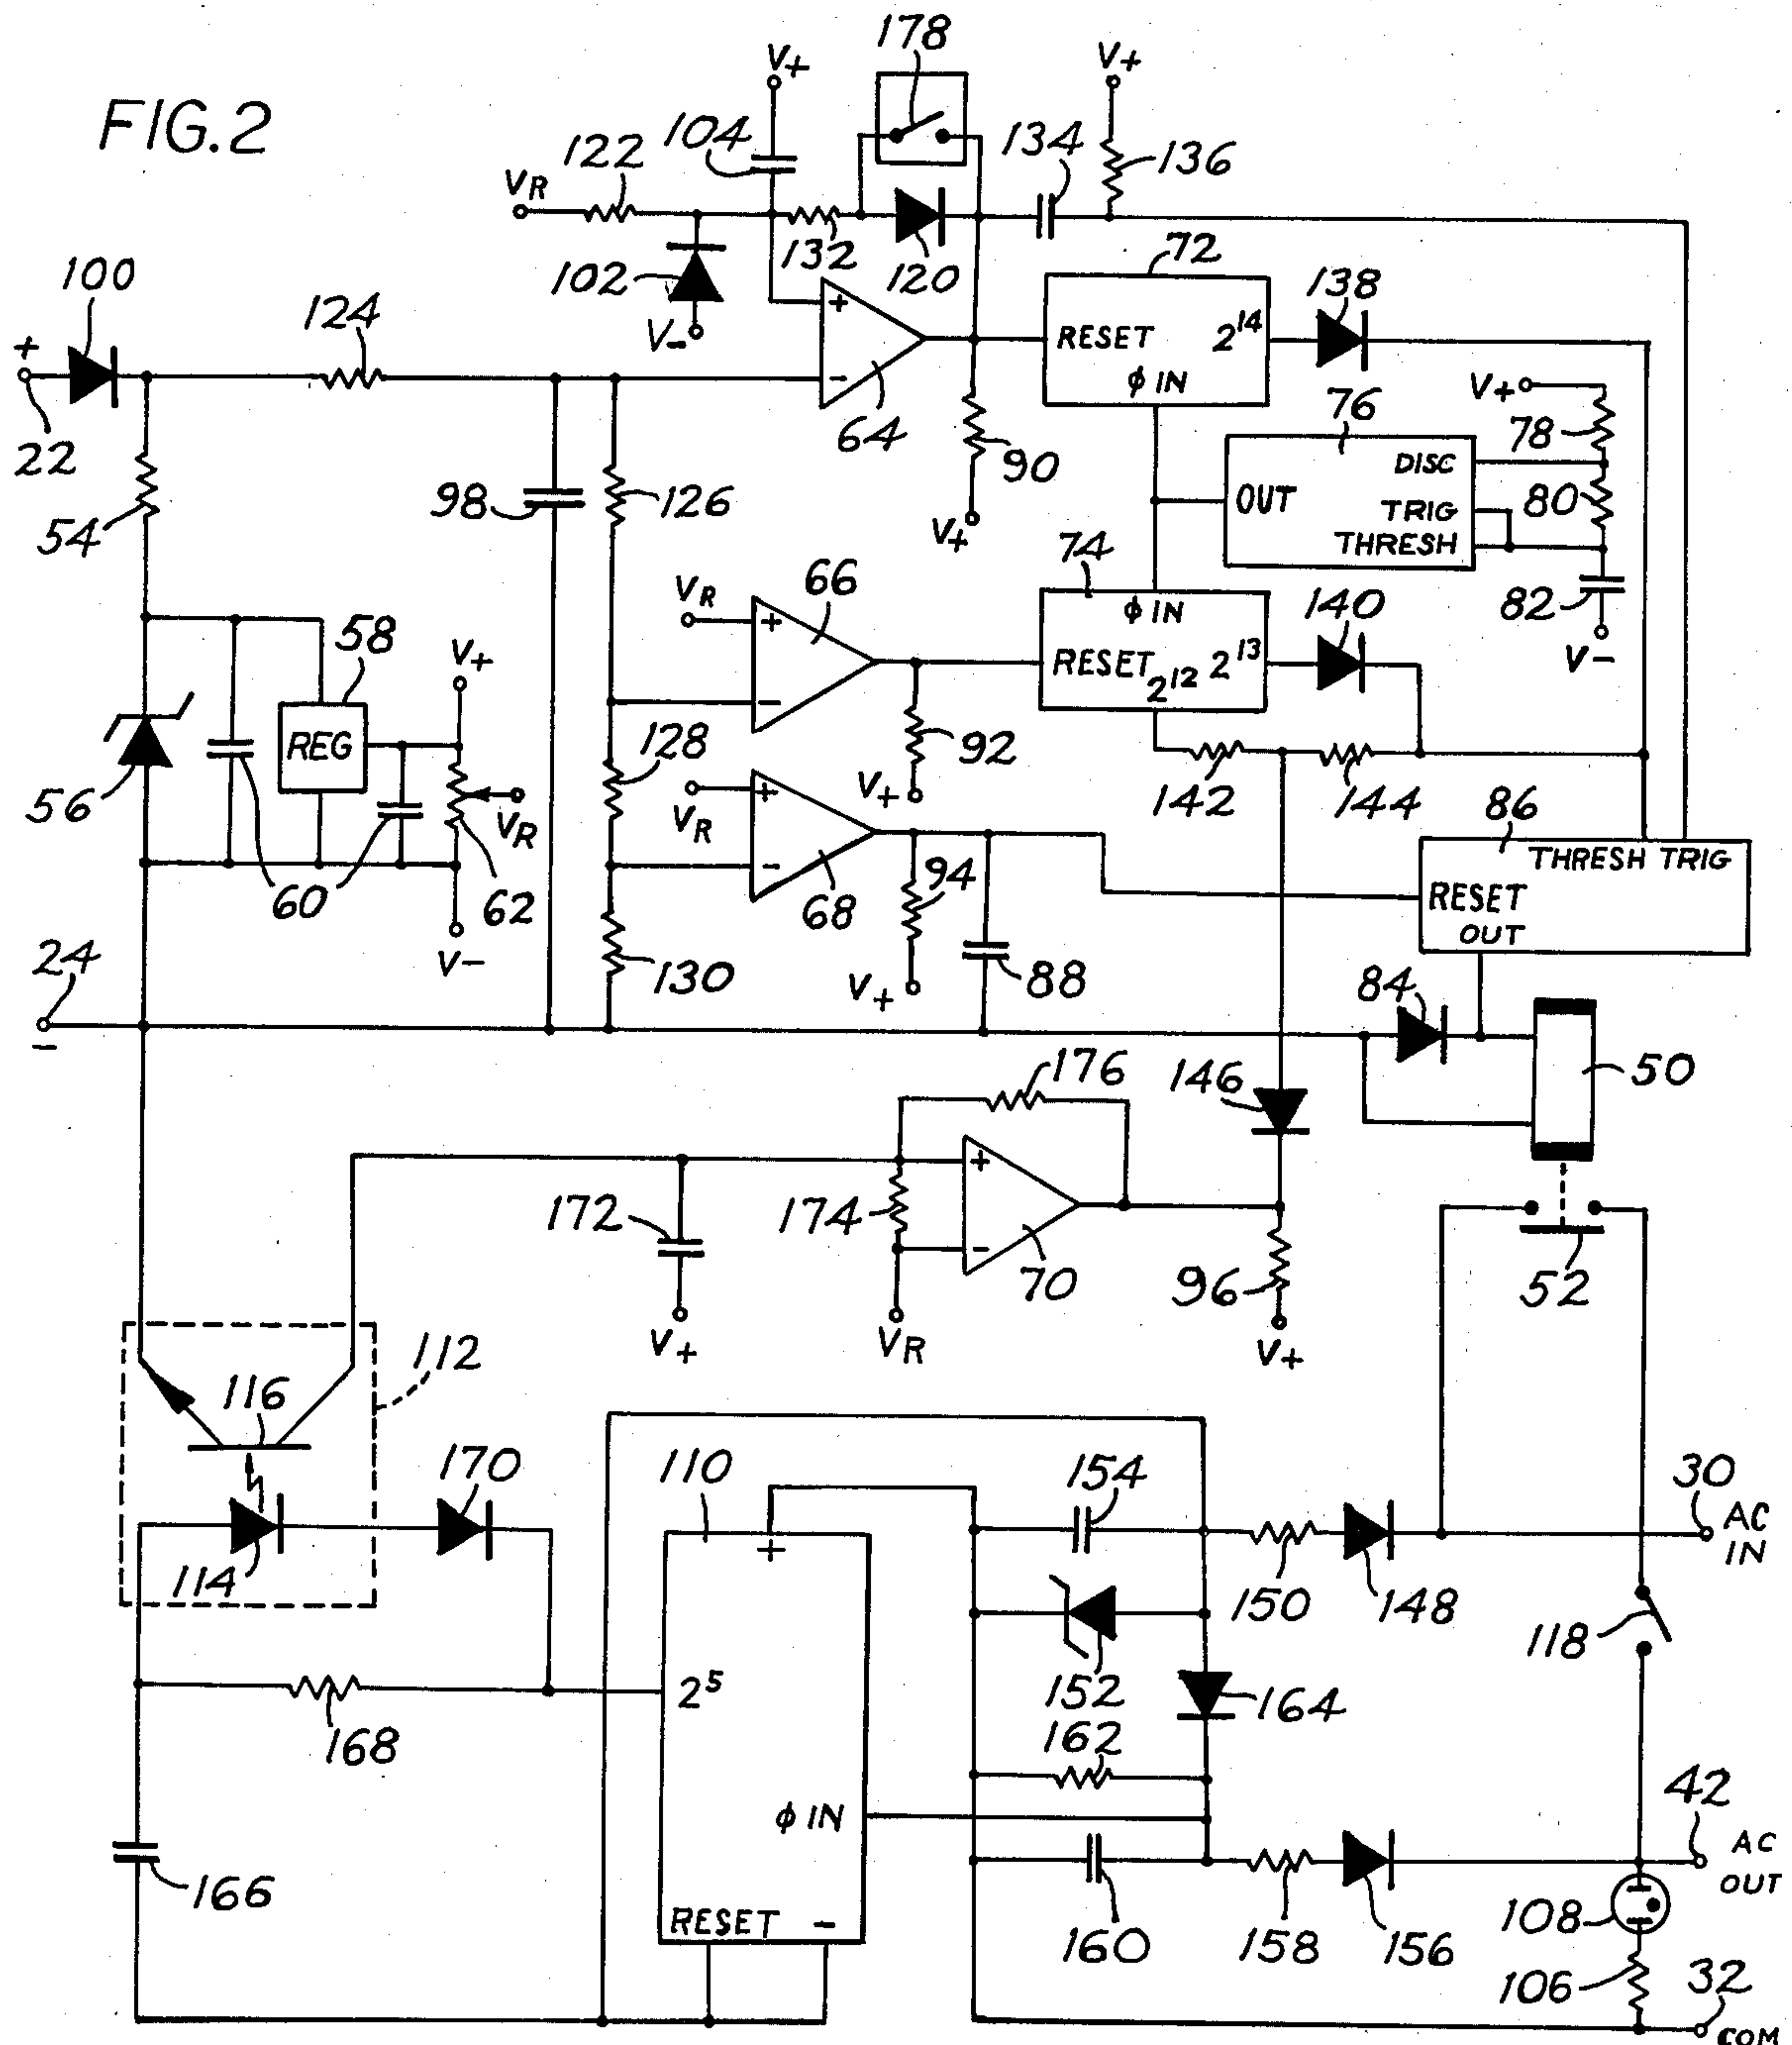 FIG.2
178
V+
V+
104
122
134
136
VR
132
120
102
V-
72
100
124
+
RESET 2^14
138
+
-
φ IN
V+
22
64
76
78
90
DISC
98
126
OUT
TRIG
80
54
THRESH
V+
74
66
VR
φ IN
140
82
58
+
V-
V+
RESET 2^12 2^13
-
REG
128
92
56
VR
V+
142
144
86
VR
+
THRESH TRIG
94
60
62
-
68
RESET
OUT
24
V-
130
V+
88
84
-
176
146
50
+
172
174
-
70
96
52
V+
VR
V+
112
116
170
110
154
30
AC
IN
+
114
150
148
118
2^5
152
164
168
162
42
φ IN
AC
OUT
166
108
RESET -
160
158
156
106
32
COM